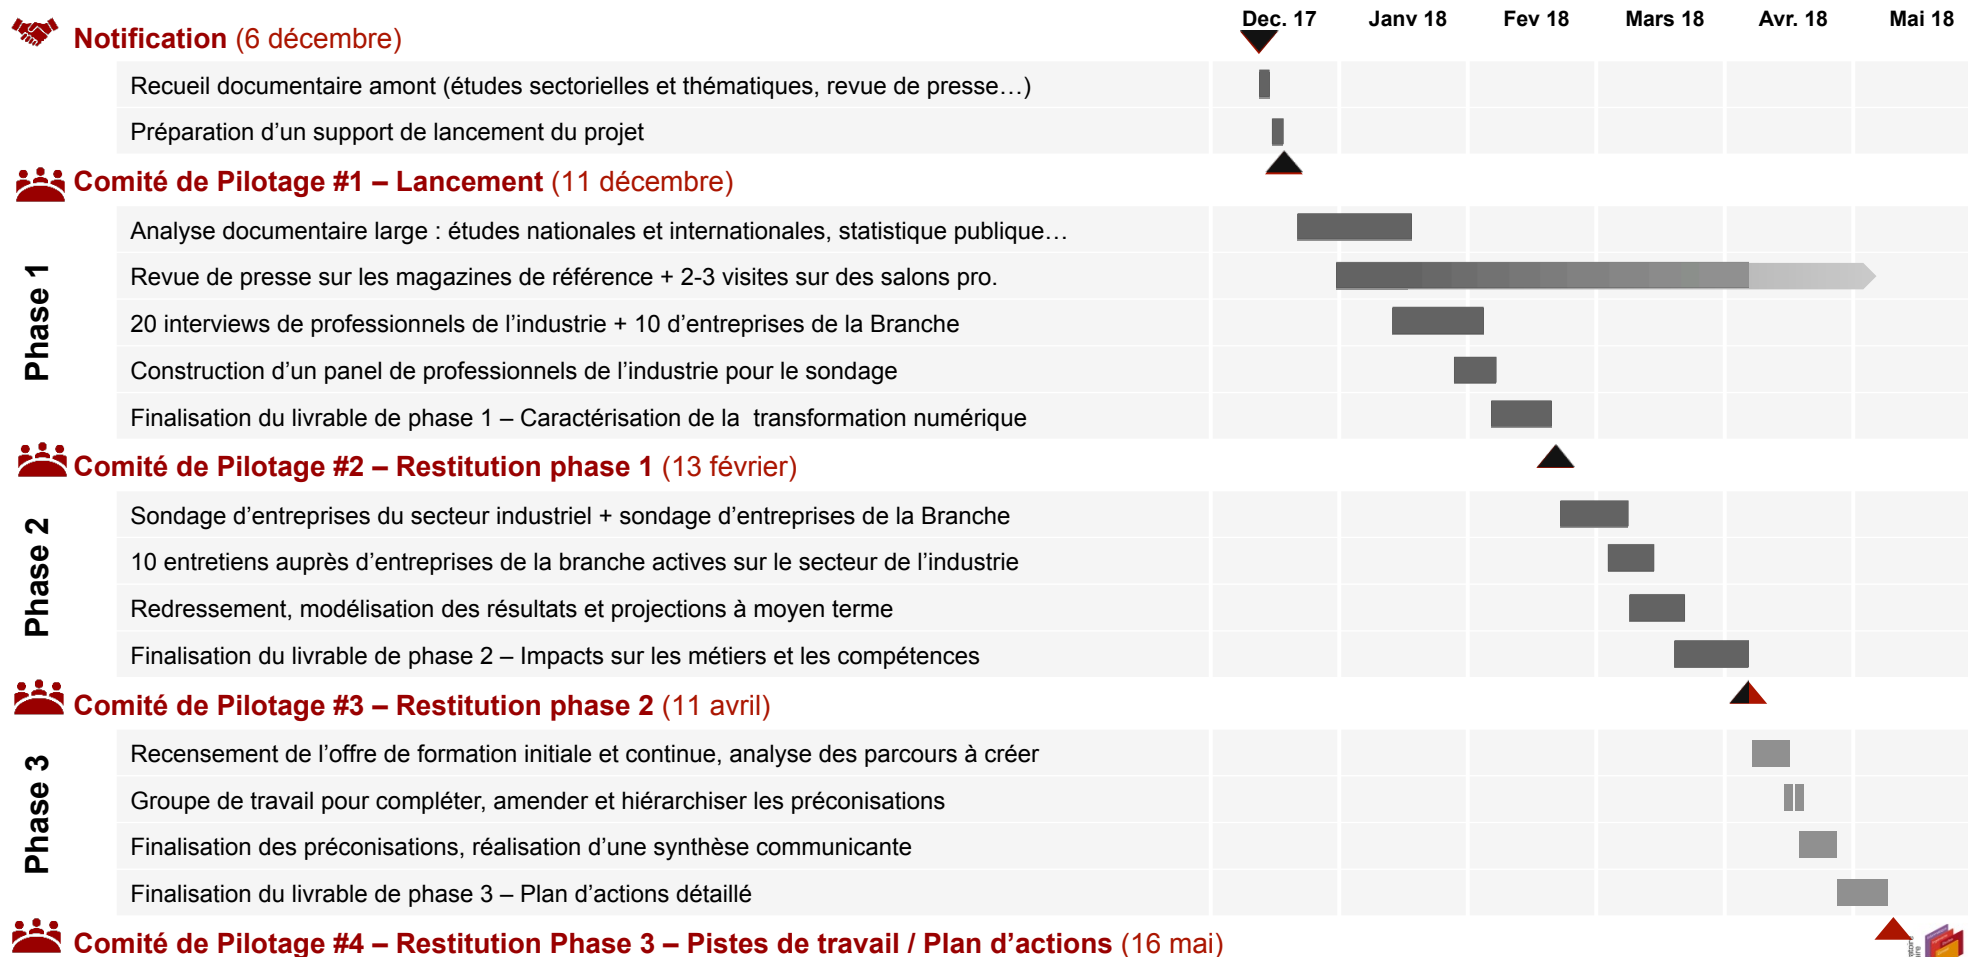 Dec. 17 Janv 18 Fev 18 Mars 18 Avr. 18 Mai 18
Notification (6 décembre)
Recueil documentaire amont (études sectorielles et thématiques, revue de presse…)
Préparation d’un support de lancement du projet
Comité de Pilotage #1 – Lancement (11 décembre)
Phase 1
Analyse documentaire large : études nationales et internationales, statistique publique…
Revue de presse sur les magazines de référence + 2-3 visites sur des salons pro.
20 interviews de professionnels de l’industrie + 10 d’entreprises de la Branche
Construction d’un panel de professionnels de l’industrie pour le sondage
Finalisation du livrable de phase 1 – Caractérisation de la  transformation numérique
Comité de Pilotage #2 – Restitution phase 1 (13 février)
Phase 2
Sondage d’entreprises du secteur industriel + sondage d’entreprises de la Branche
10 entretiens auprès d’entreprises de la branche actives sur le secteur de l’industrie
Redressement, modélisation des résultats et projections à moyen terme
Finalisation du livrable de phase 2 – Impacts sur les métiers et les compétences
Comité de Pilotage #3 – Restitution phase 2 (11 avril)
Phase 3
Recensement de l’offre de formation initiale et continue, analyse des parcours à créer
Groupe de travail pour compléter, amender et hiérarchiser les préconisations
Finalisation des préconisations, réalisation d’une synthèse communicante
Finalisation du livrable de phase 3 – Plan d’actions détaillé
Comité de Pilotage #4 – Restitution Phase 3 – Pistes de travail / Plan d’actions (16 mai)